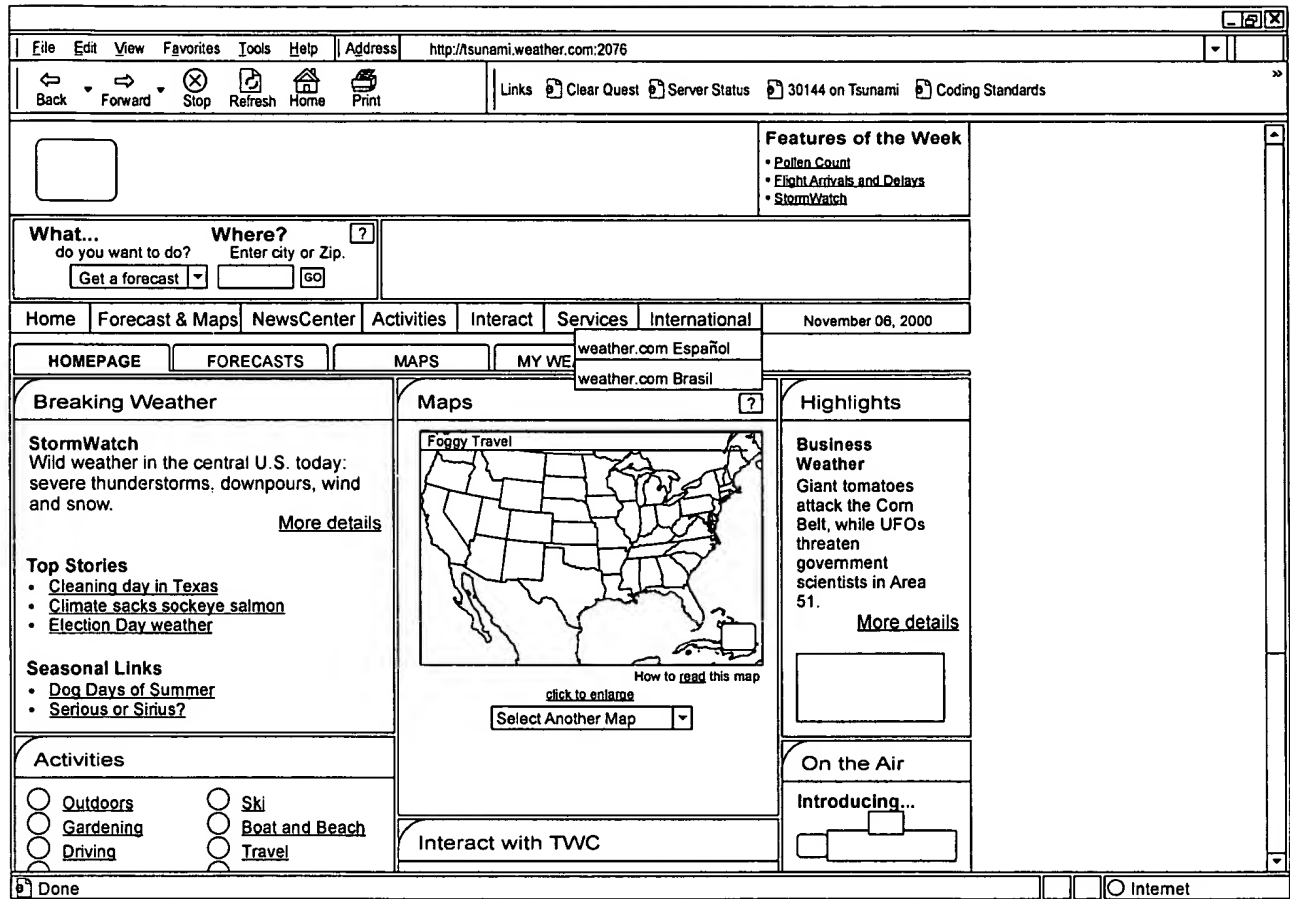 File Edit View Favorites Tools Help Address http://tsunami.weather.com:2076
Back Forward Stop Refresh Home Print Links Clear Quest Server Status 30144 on Tsunami Coding Standards »
Features of the Week
• Pollen Count
• Flight Arrivals and Delays
• StormWatch
What... Where? ?
do you want to do? Enter city or Zip.
Get a forecast GO
Home Forecast & Maps NewsCenter Activities Interact Services International November 06, 2000
weather.com Español
weather.com Brasil
HOMEPAGE FORECASTS MAPS MY WEA
Breaking Weather
StormWatch
Wild weather in the central U.S. today:
severe thunderstorms, downpours, wind
and snow.
More details
Top Stories
• Cleaning day in Texas
• Climate sacks sockeye salmon
• Election Day weather
Seasonal Links
• Dog Days of Summer
• Serious or Sirius?
Activities
Outdoors Ski
Gardening Boat and Beach
Driving Travel
Maps ?
Foggy Travel
How to read this map
click to enlarge
Select Another Map
Interact with TWC
Highlights
Business
Weather
Giant tomatoes
attack the Corn
Belt, while UFOs
threaten
government
scientists in Area
51.
More details
On the Air
Introducing...
Done Internet